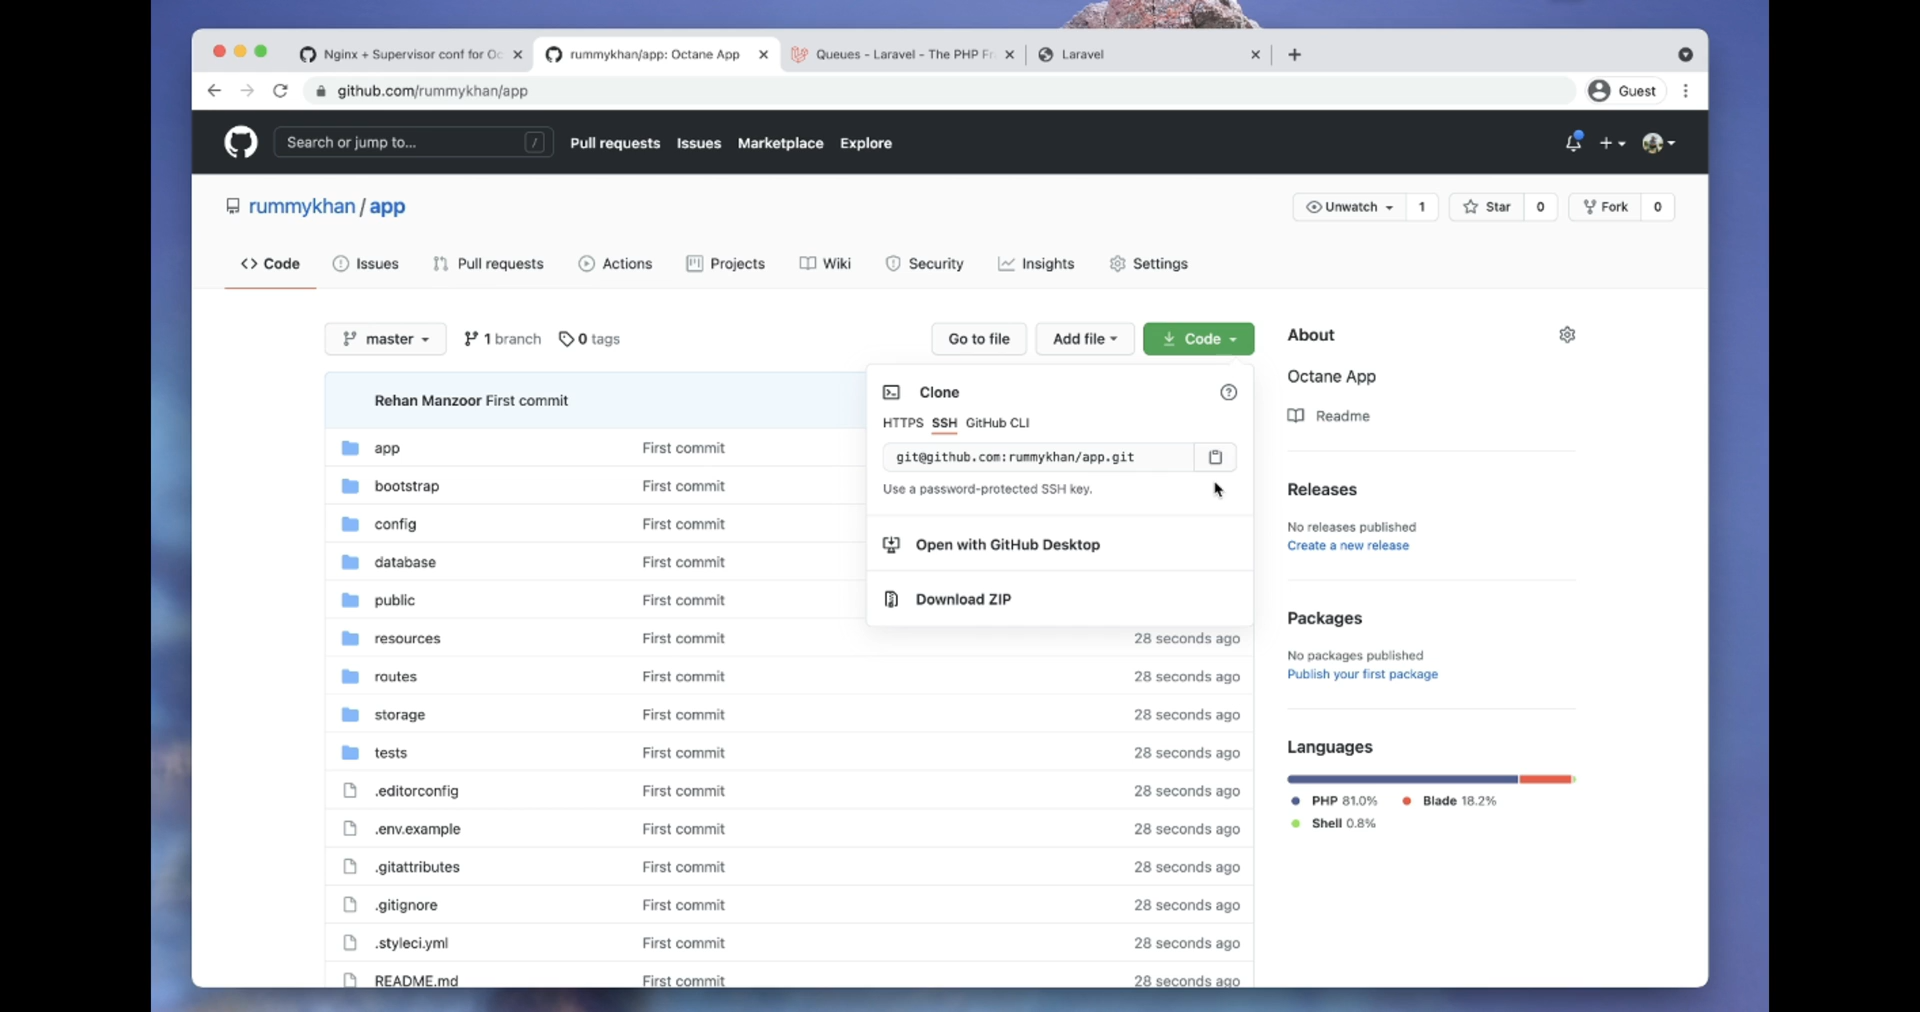 Nginx + Supervisor conf for Oc
rummykhan/app: Octane App
Queues - Laravel - The PHP Fr
Laravel
github.com/rummykhan/app
Guest
Search or jump to...
/
Pull requests
Issues
Marketplace
Explore
rummykhan / app
Unwatch
1
Star
0
Fork
0
Code
Issues
Pull requests
Actions
Projects
Wiki
Security
Insights
Settings
master
1 branch
0 tags
Go to file
Add file
Code
Rehan Manzoor First commit
app First commit
bootstrap First commit
config First commit
database First commit
public First commit
resources First commit 28 seconds ago
routes First commit 28 seconds ago
storage First commit 28 seconds ago
tests First commit 28 seconds ago
.editorconfig First commit 28 seconds ago
.env.example First commit 28 seconds ago
.gitattributes First commit 28 seconds ago
.gitignore First commit 28 seconds ago
.styleci.yml First commit 28 seconds ago
README.md First commit 28 seconds ago
Clone
HTTPS SSH GitHub CLI
git@github.com:rummykhan/app.git
Use a password-protected SSH key.
Open with GitHub Desktop
Download ZIP
About
Octane App
Readme
Releases
No releases published
Create a new release
Packages
No packages published
Publish your first package
Languages
PHP 81.0%
Blade 18.2%
Shell 0.8%